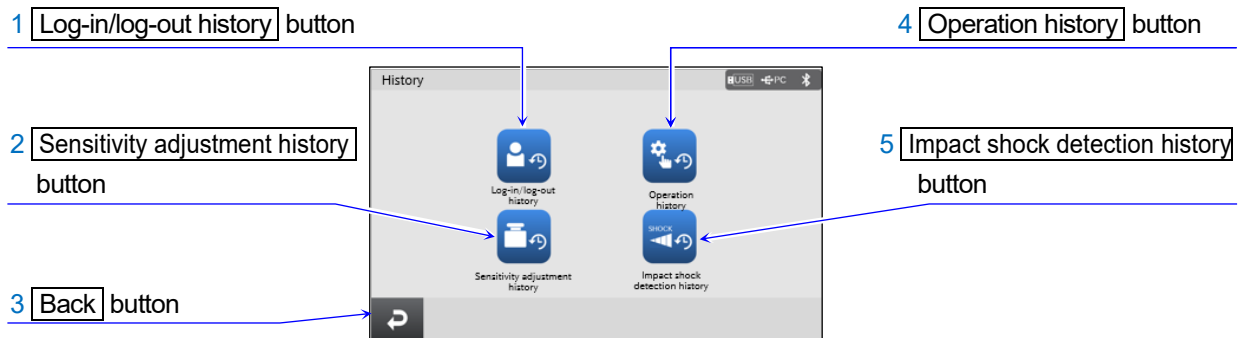 1 Log-in/log-out history button
4 Operation history button
History
USB PC
2 Sensitivity adjustment history
button
5 Impact shock detection history
button
Log-in/log-out
history
Operation
history
SHOCK
Sensitivity adjustment
history
Impact shock
detection history
3 Back button